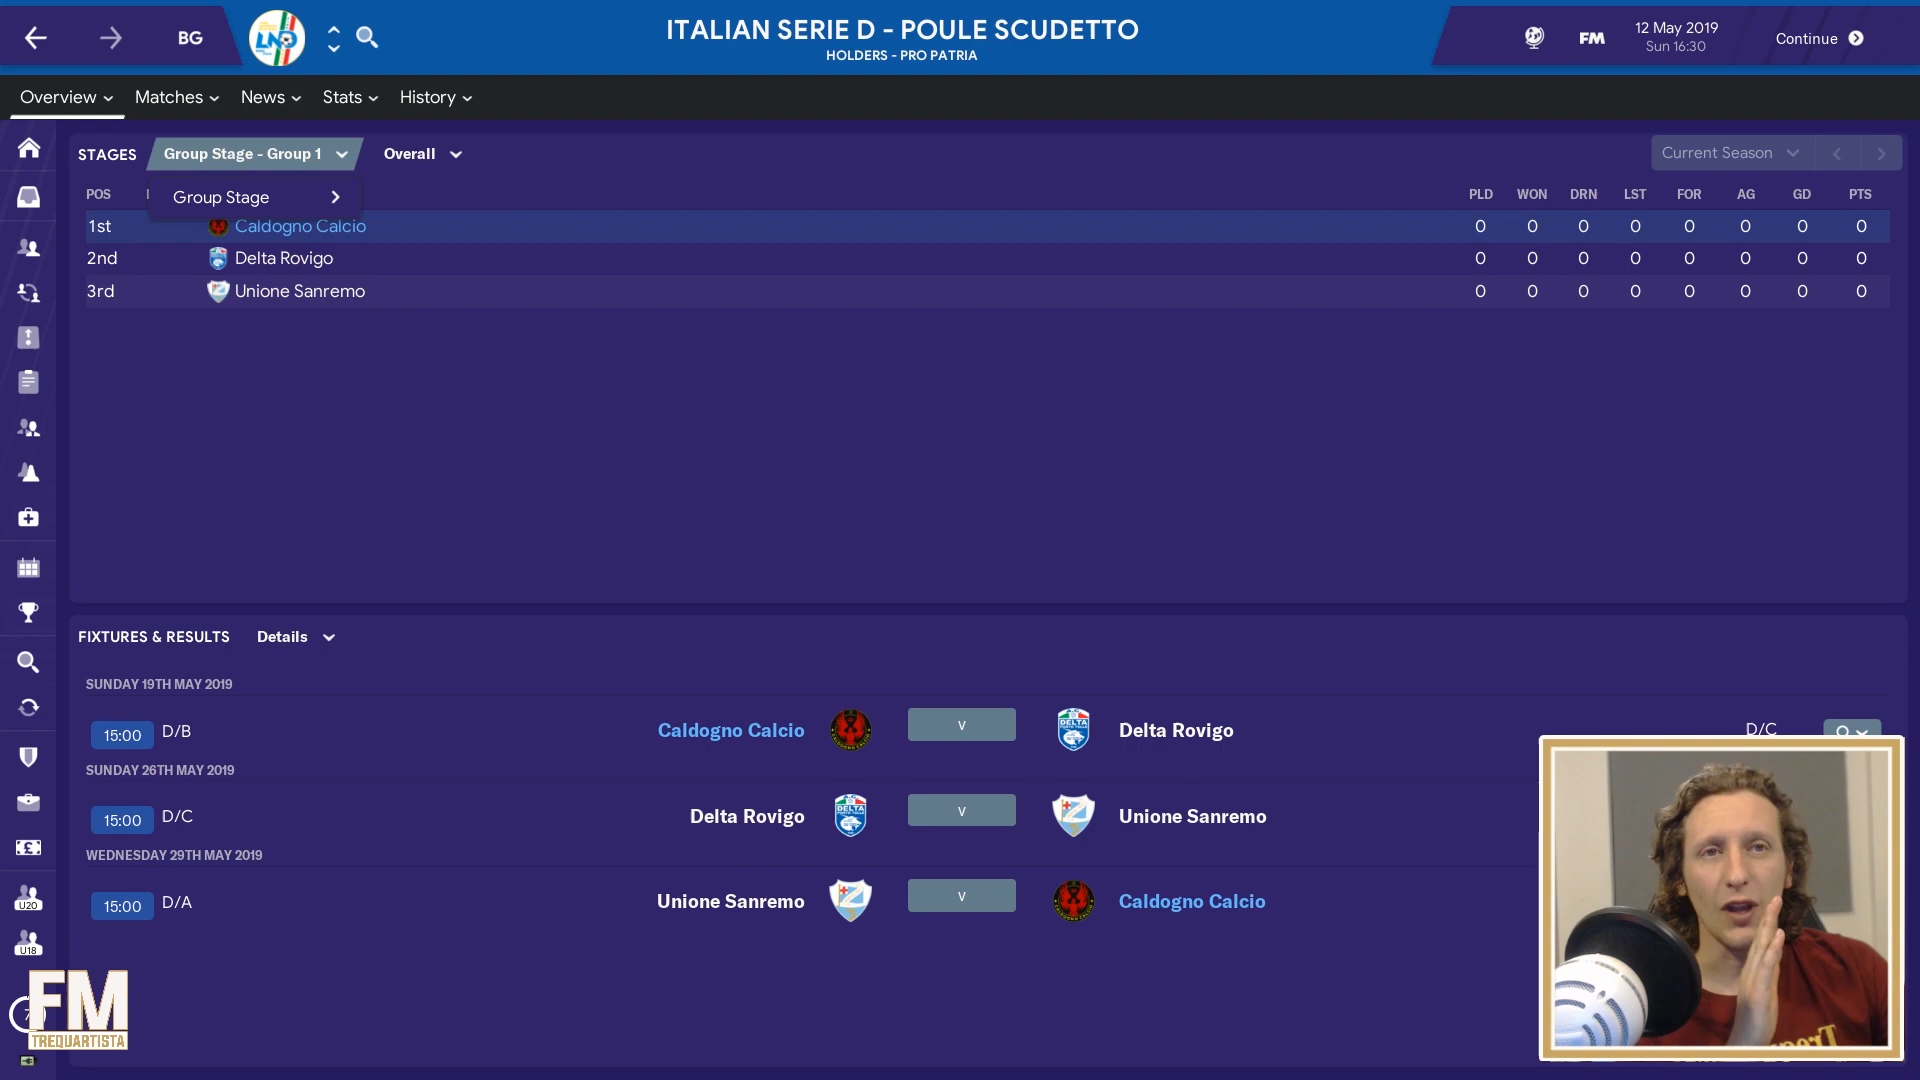 BG
ITALIAN SERIE D - POULE SCUDETTO
HOLDERS - PRO PATRIA
FM
12 May 2019
Sun 16:30
Continue
Overview Matches News Stats History
STAGES Group Stage - Group 1 Overall Current Season
Group Stage
POS PLD WON DRN LST FOR AG GD PTS
1st Caldogno Calcio 0 0 0 0 0 0 0 0
2nd Delta Rovigo 0 0 0 0 0 0 0 0
3rd Unione Sanremo 0 0 0 0 0 0 0 0
FIXTURES & RESULTS Details
SUNDAY 19TH MAY 2019
15:00 D/B Caldogno Calcio v Delta Rovigo D/C
SUNDAY 26TH MAY 2019
15:00 D/C Delta Rovigo v Unione Sanremo
WEDNESDAY 29TH MAY 2019
15:00 D/A Unione Sanremo v Caldogno Calcio
U20
U18
FM
TREQUARTISTA